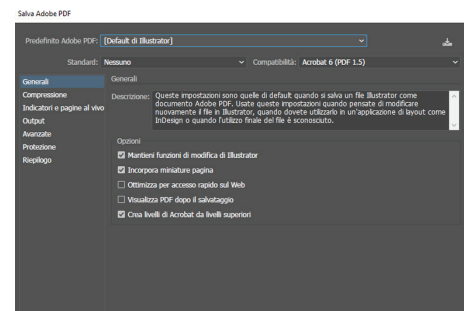 Salva Adobe PDF
Predefinito Adobe PDF: [Default di Illustrator]
Standard: Nessuno Compatibilità: Acrobat 6 (PDF 1.5)
Generali
Compressione
Indicatori e pagine al vivo
Output
Avanzate
Protezione
Riepilogo
Generali
Descrizione: Queste impostazioni sono quelle di default quando si salva un file Illustrator come
documento Adobe PDF. Usate queste impostazioni quando pensate di modificare
nuovamente il file in Illustrator, quando dovete utilizzarlo in un'applicazione di layout come
InDesign o quando l'utilizzo finale del file è sconosciuto.
Opzioni
Mantieni funzioni di modifica di Illustrator
Incorpora miniature pagina
Ottimizza per accesso rapido sul Web
Visualizza PDF dopo il salvataggio
Crea livelli di Acrobat da livelli superiori